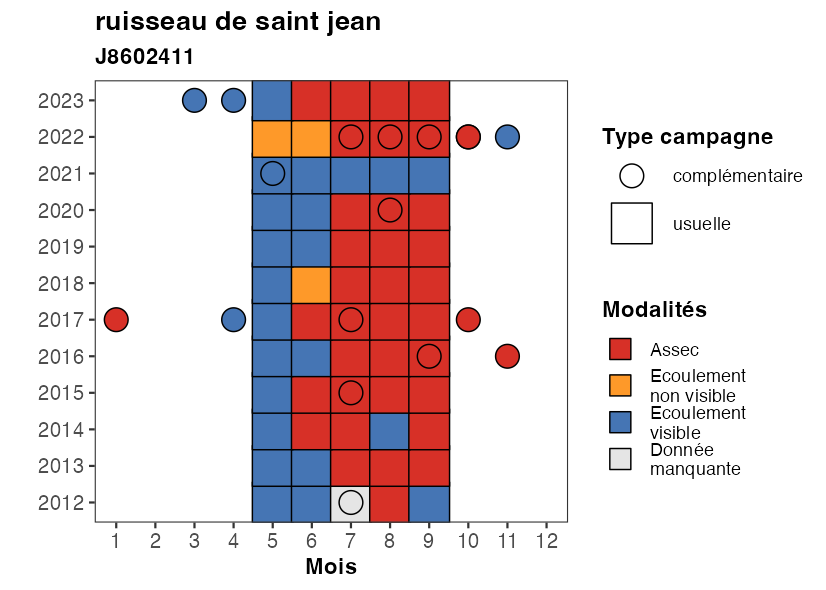 ruisseau de saint jean
J8602411
2023
2022
2021
2020
2019
2018
2017
2016
2015
2014
2013
2012
1 2 3 4 5 6 7 8 9 10 11 12
Mois
Type campagne
complémentaire
usuelle
Modalités
Assec
Ecoulement
non visible
Ecoulement
visible
Donnée
manquante